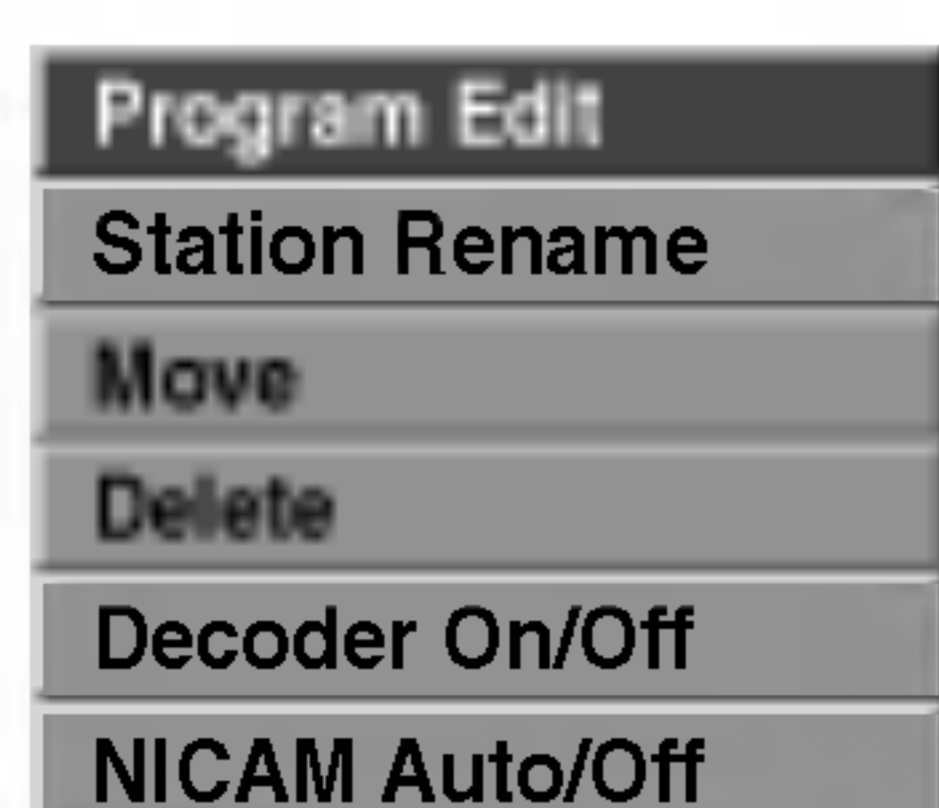 Program Edit
Station Rename
Move
Delete
Decoder On/Off
NICAM Auto/Off